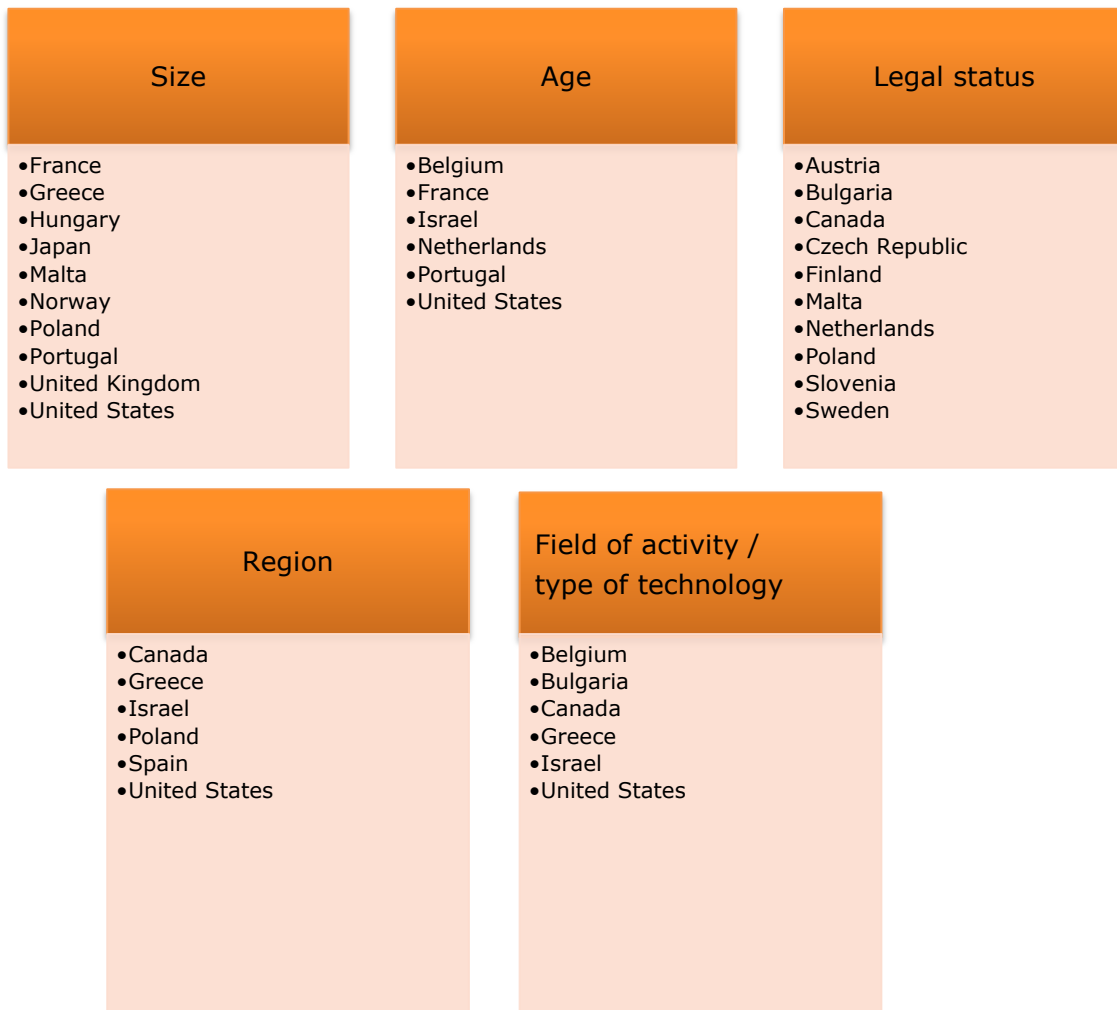 Size
•France
•Greece
•Hungary
•Japan
•Malta
•Norway
•Poland
•Portugal
•United Kingdom
•United States
Age
•Belgium
•France
•Israel
•Netherlands
•Portugal
•United States
Legal status
•Austria
•Bulgaria
•Canada
•Czech Republic
•Finland
•Malta
•Netherlands
•Poland
•Slovenia
•Sweden
Region
•Canada
•Greece
•Israel
•Poland
•Spain
•United States
Field of activity /
type of technology
•Belgium
•Bulgaria
•Canada
•Greece
•Israel
•United States